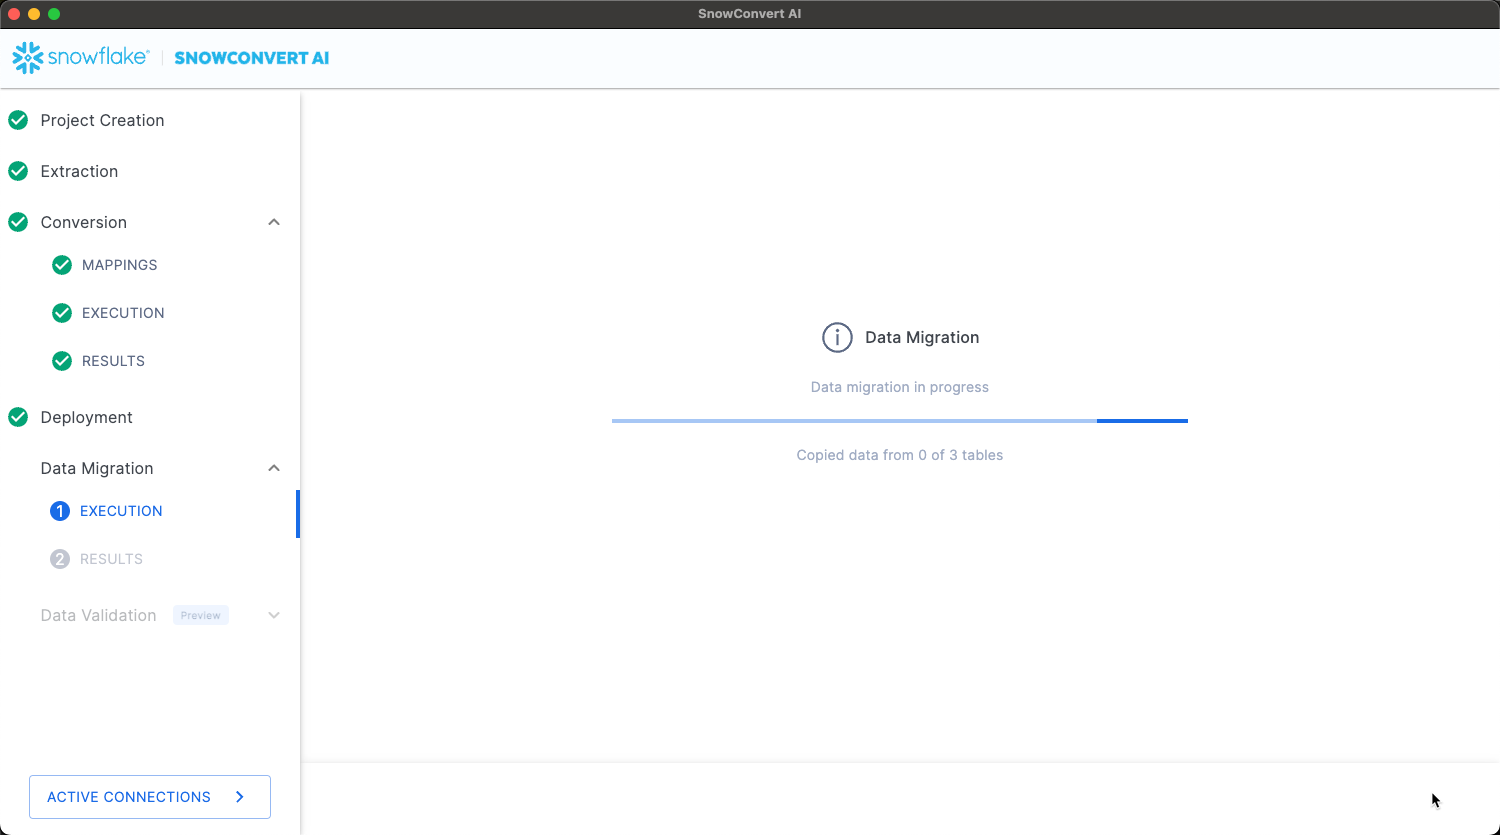 SnowConvert AI
snowflake® SNOWCONVERT AI
Project Creation
Extraction
Conversion
MAPPINGS
EXECUTION
RESULTS
Deployment
Data Migration
1 EXECUTION
2 RESULTS
Data Validation Preview
ACTIVE CONNECTIONS
Data Migration
Data migration in progress
Copied data from 0 of 3 tables